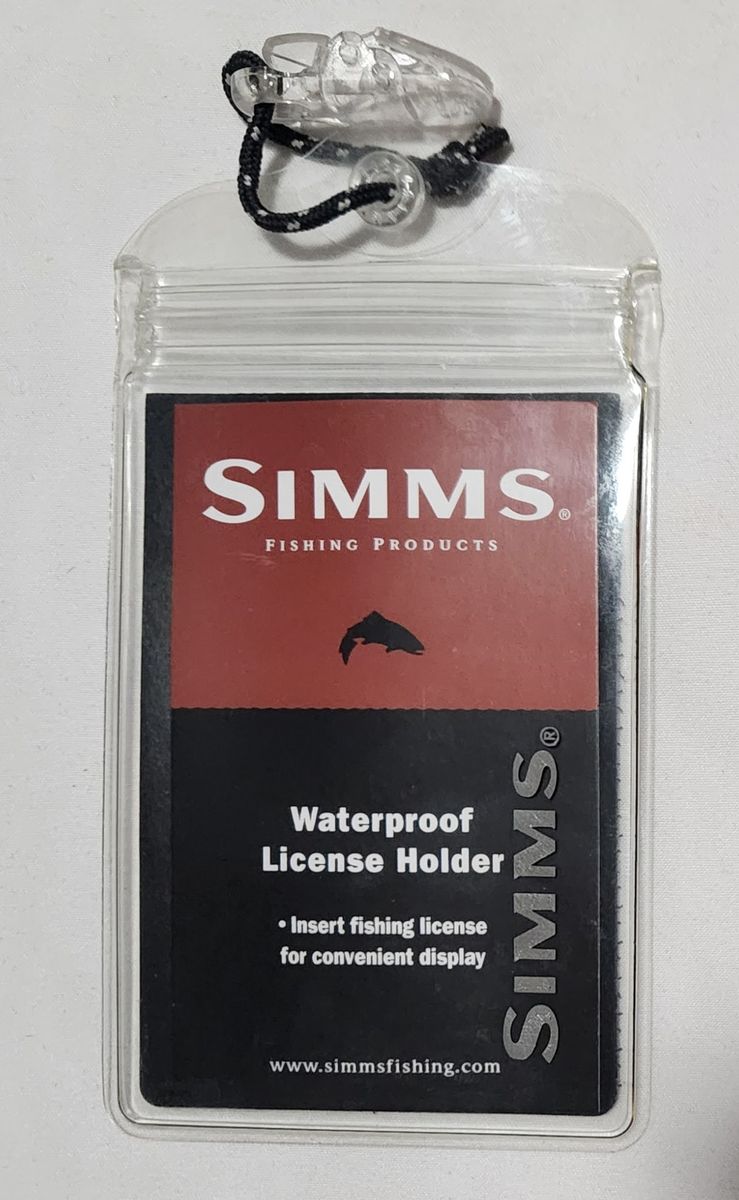 SIMMS®
FISHING PRODUCTS
Waterproof
License Holder
• Insert fishing license
for convenient display
www.simmsfishing.com
SIMMS®